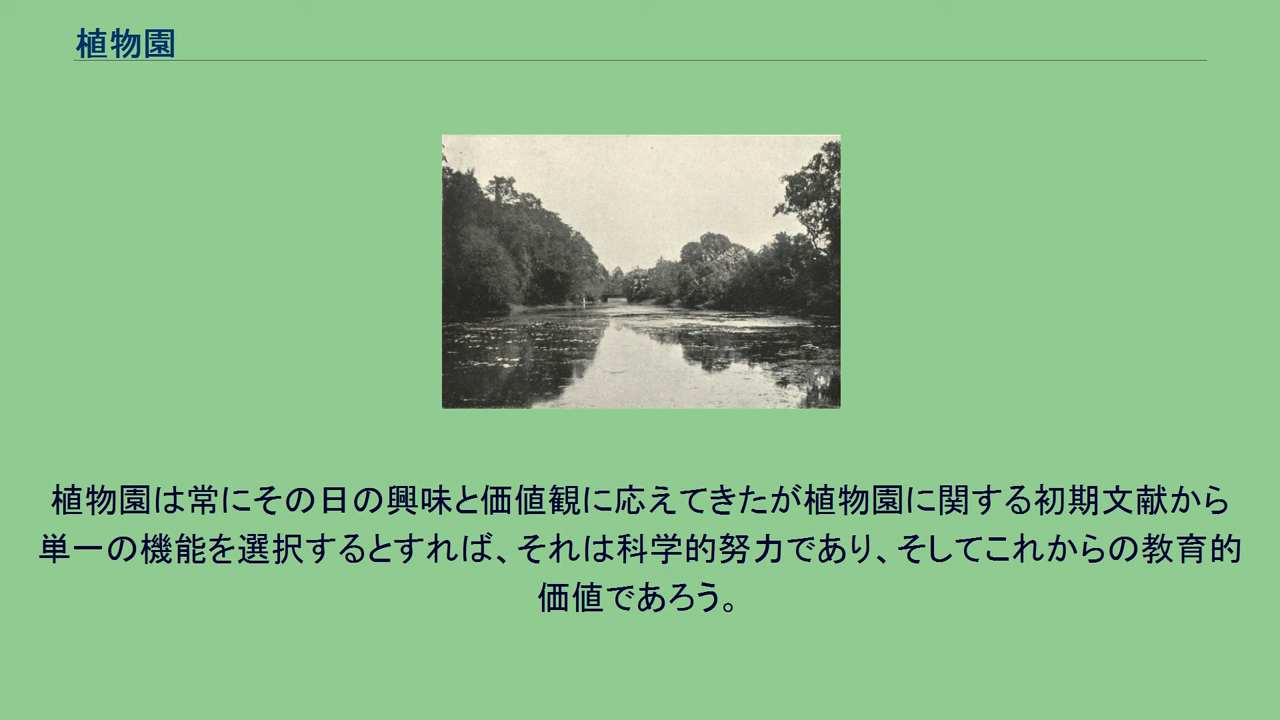 植物園
植物園は常にその日の興味と価値観に応えてきたが植物園に関する初期文献から
単一の機能を選択するとすれば、それは科学的努力であり、そしてこれからの教育的
価値であろう。